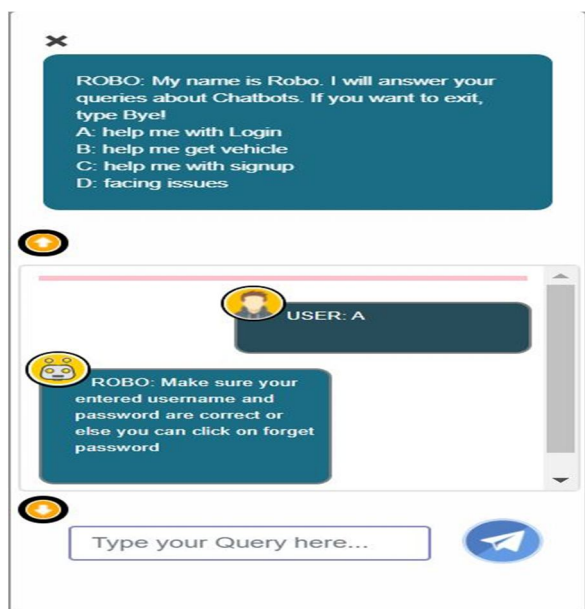 ROBO: My name is Robo. I will answer your
queries about Chatbots. If you want to exit,
type Bye!
A: help me with Login
B: help me get vehicle
C: help me with signup
D: facing issues
USER: A
ROBO: Make sure your
entered username and
password are correct or
else you can click on forget
password
Type your Query here...